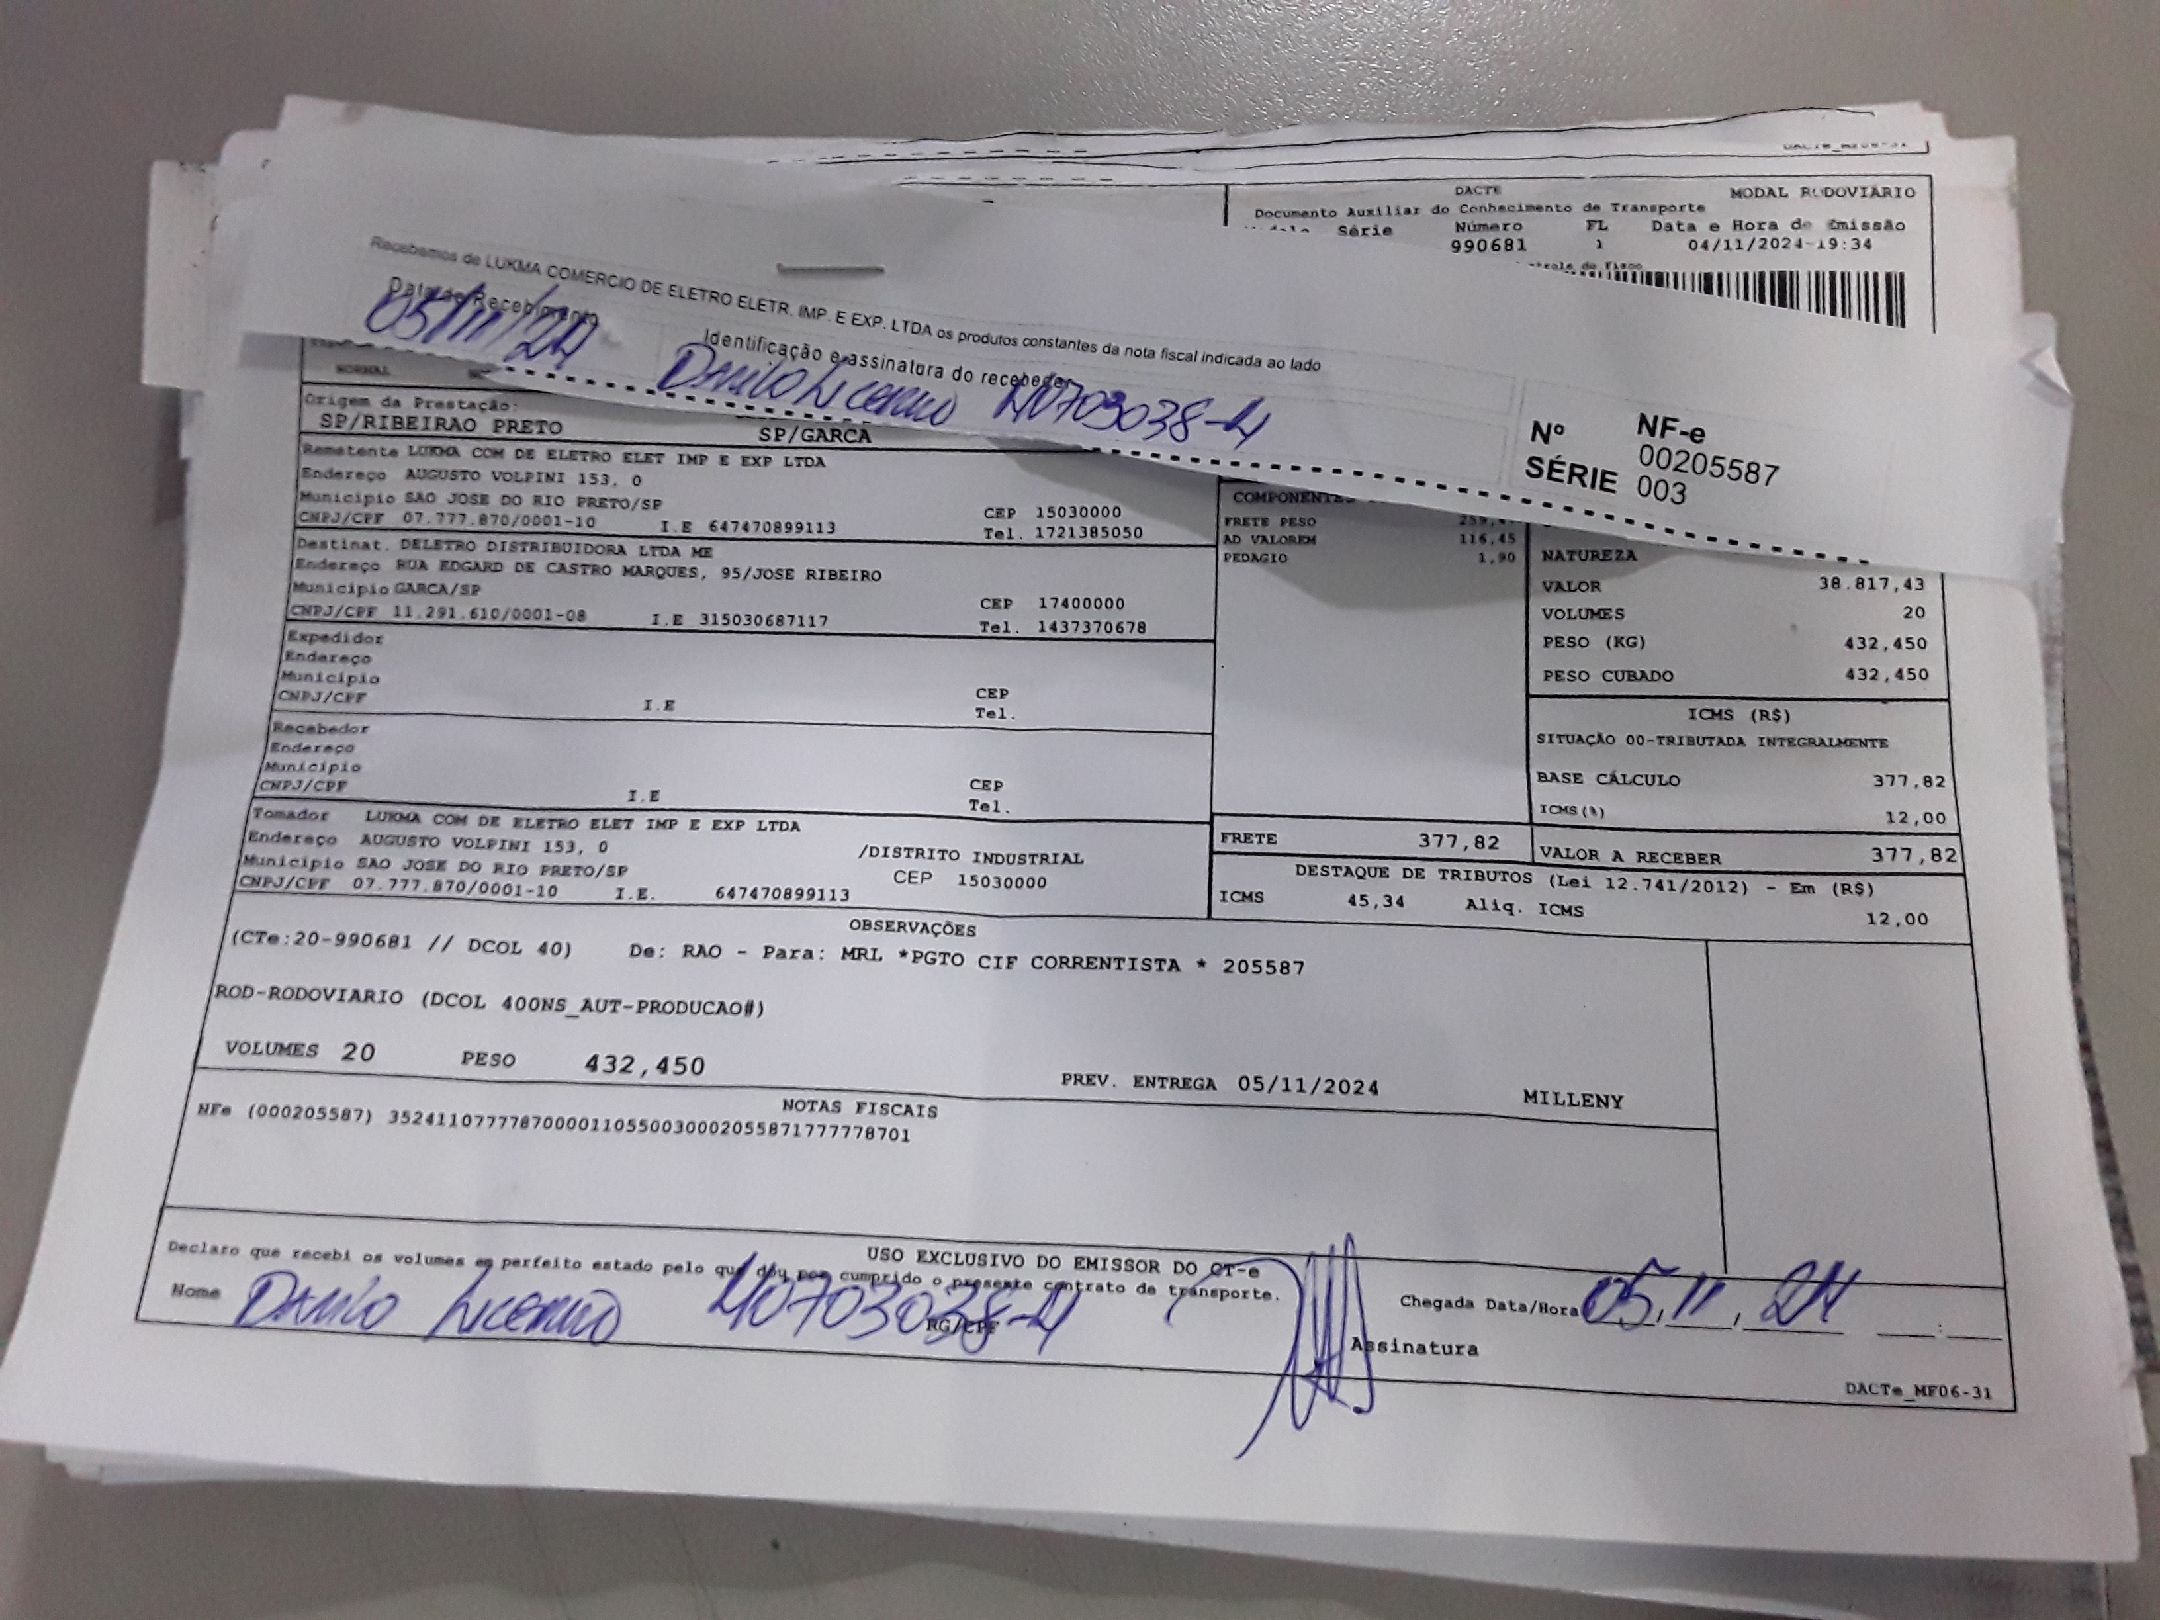 DACTE
MODAL RODOVIARIO
Documento Auxiliar do Conhecimento de Transporte
Série Número FL Data e Hora de Emissão
990681 1 04/11/2024-19:34
Recebemos de LUKMA COMERCIO DE ELETRO ELETR. IMP. E EXP. LTDA os produtos constantes da nota fiscal indicada ao lado
Data de Recebimento
05/11/24
Identificação e assinatura do recebedor
Danilo 40703038-4
NF-e
Nº 00205587
SÉRIE 003
NORMAL
Origem da Prestação:
SP/RIBEIRAO PRETO SP/GARCA
Remetente LUKMA COM DE ELETRO ELET IMP E EXP LTDA
Endereço AUGUSTO VOLPINI 153, 0
Município SAO JOSE DO RIO PRETO/SP CEP 15030000
CNPJ/CPF 07.777.870/0001-10 I.E 647470899113 Tel. 1721385050
Destinat. DELETRO DISTRIBUIDORA LTDA ME
Endereço RUA EDGARD DE CASTRO MARQUES, 95/JOSE RIBEIRO
Município GARCA/SP CEP 17400000
CNPJ/CPF 11.291.610/0001-08 I.E 315030687117 Tel. 1437370678
Expedidor
Endereço
Município CEP
CNPJ/CPF I.E Tel.
Recebedor
Endereço
Município CEP
CNPJ/CPF I.E Tel.
Tomador LUKMA COM DE ELETRO ELET IMP E EXP LTDA
Endereço AUGUSTO VOLPINI 153, 0 /DISTRITO INDUSTRIAL
Município SAO JOSE DO RIO PRETO/SP CEP 15030000
CNPJ/CPF 07.777.870/0001-10 I.E. 647470899113
COMPONENTES
FRETE PESO
AD VALOREM 116,45
PEDAGIO 1,90
FRETE 377,82
NATUREZA
VALOR 38.817,43
VOLUMES 20
PESO (KG) 432,450
PESO CUBADO 432,450
ICMS (R$)
SITUAÇÃO 00-TRIBUTADA INTEGRALMENTE
BASE CÁLCULO 377,82
ICMS(%) 12,00
VALOR A RECEBER 377,82
DESTAQUE DE TRIBUTOS (Lei 12.741/2012) - Em (R$)
ICMS 45,34 Aliq. ICMS 12,00
OBSERVAÇÕES
(CTe:20-990681 // DCOL 40) De: RAO - Para: MRL *PGTO CIF CORRENTISTA * 205587
ROD-RODOVIARIO (DCOL 400NS_AUT-PRODUCAO#)
VOLUMES 20 PESO 432,450 PREV. ENTREGA 05/11/2024 MILLENY
NOTAS FISCAIS
NFe (000205587) 35241107777870000110550030002055871777778701
USO EXCLUSIVO DO EMISSOR DO CT-e
Declaro que recebi os volumes em perfeito estado pelo que dou por cumprido o presente contrato de transporte.
Nome Danilo 40703038-4 RG/CPF
Chegada Data/Hora 05, 11, 24 :
Assinatura
DACTe_MF06-31